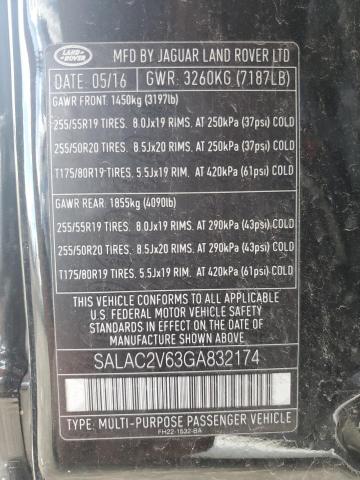 LAND ROVER
MFD BY JAGUAR LAND ROVER LTD
DATE: 05/16 GWR: 3260KG (7187LB)
GAWR FRONT: 1450kg (3197lb)
255/55R19 TIRES. 8.0Jx19 RIMS. AT 250kPa (37psi) COLD
255/50R20 TIRES. 8.5Jx20 RIMS. AT 250kPa (37psi) COLD
T175/80R19 TIRES. 5.5Jx19 RIM. AT 420kPa (61psi) COLD
GAWR REAR: 1855kg (4090lb)
255/55R19 TIRES. 8.0Jx19 RIMS. AT 290kPa (43psi) COLD
255/50R20 TIRES. 8.5Jx20 RIMS. AT 290kPa (43psi) COLD
T175/80R19 TIRES. 5.5Jx19 RIM. AT 420kPa (61psi) COLD
THIS VEHICLE CONFORMS TO ALL APPLICABLE
U.S. FEDERAL MOTOR VEHICLE SAFETY
STANDARDS IN EFFECT ON THE DATE OF
MANUFACTURE SHOWN ABOVE
SALAC2V63GA832174
TYPE: MULTI-PURPOSE PASSENGER VEHICLE
FH22-1532-BA